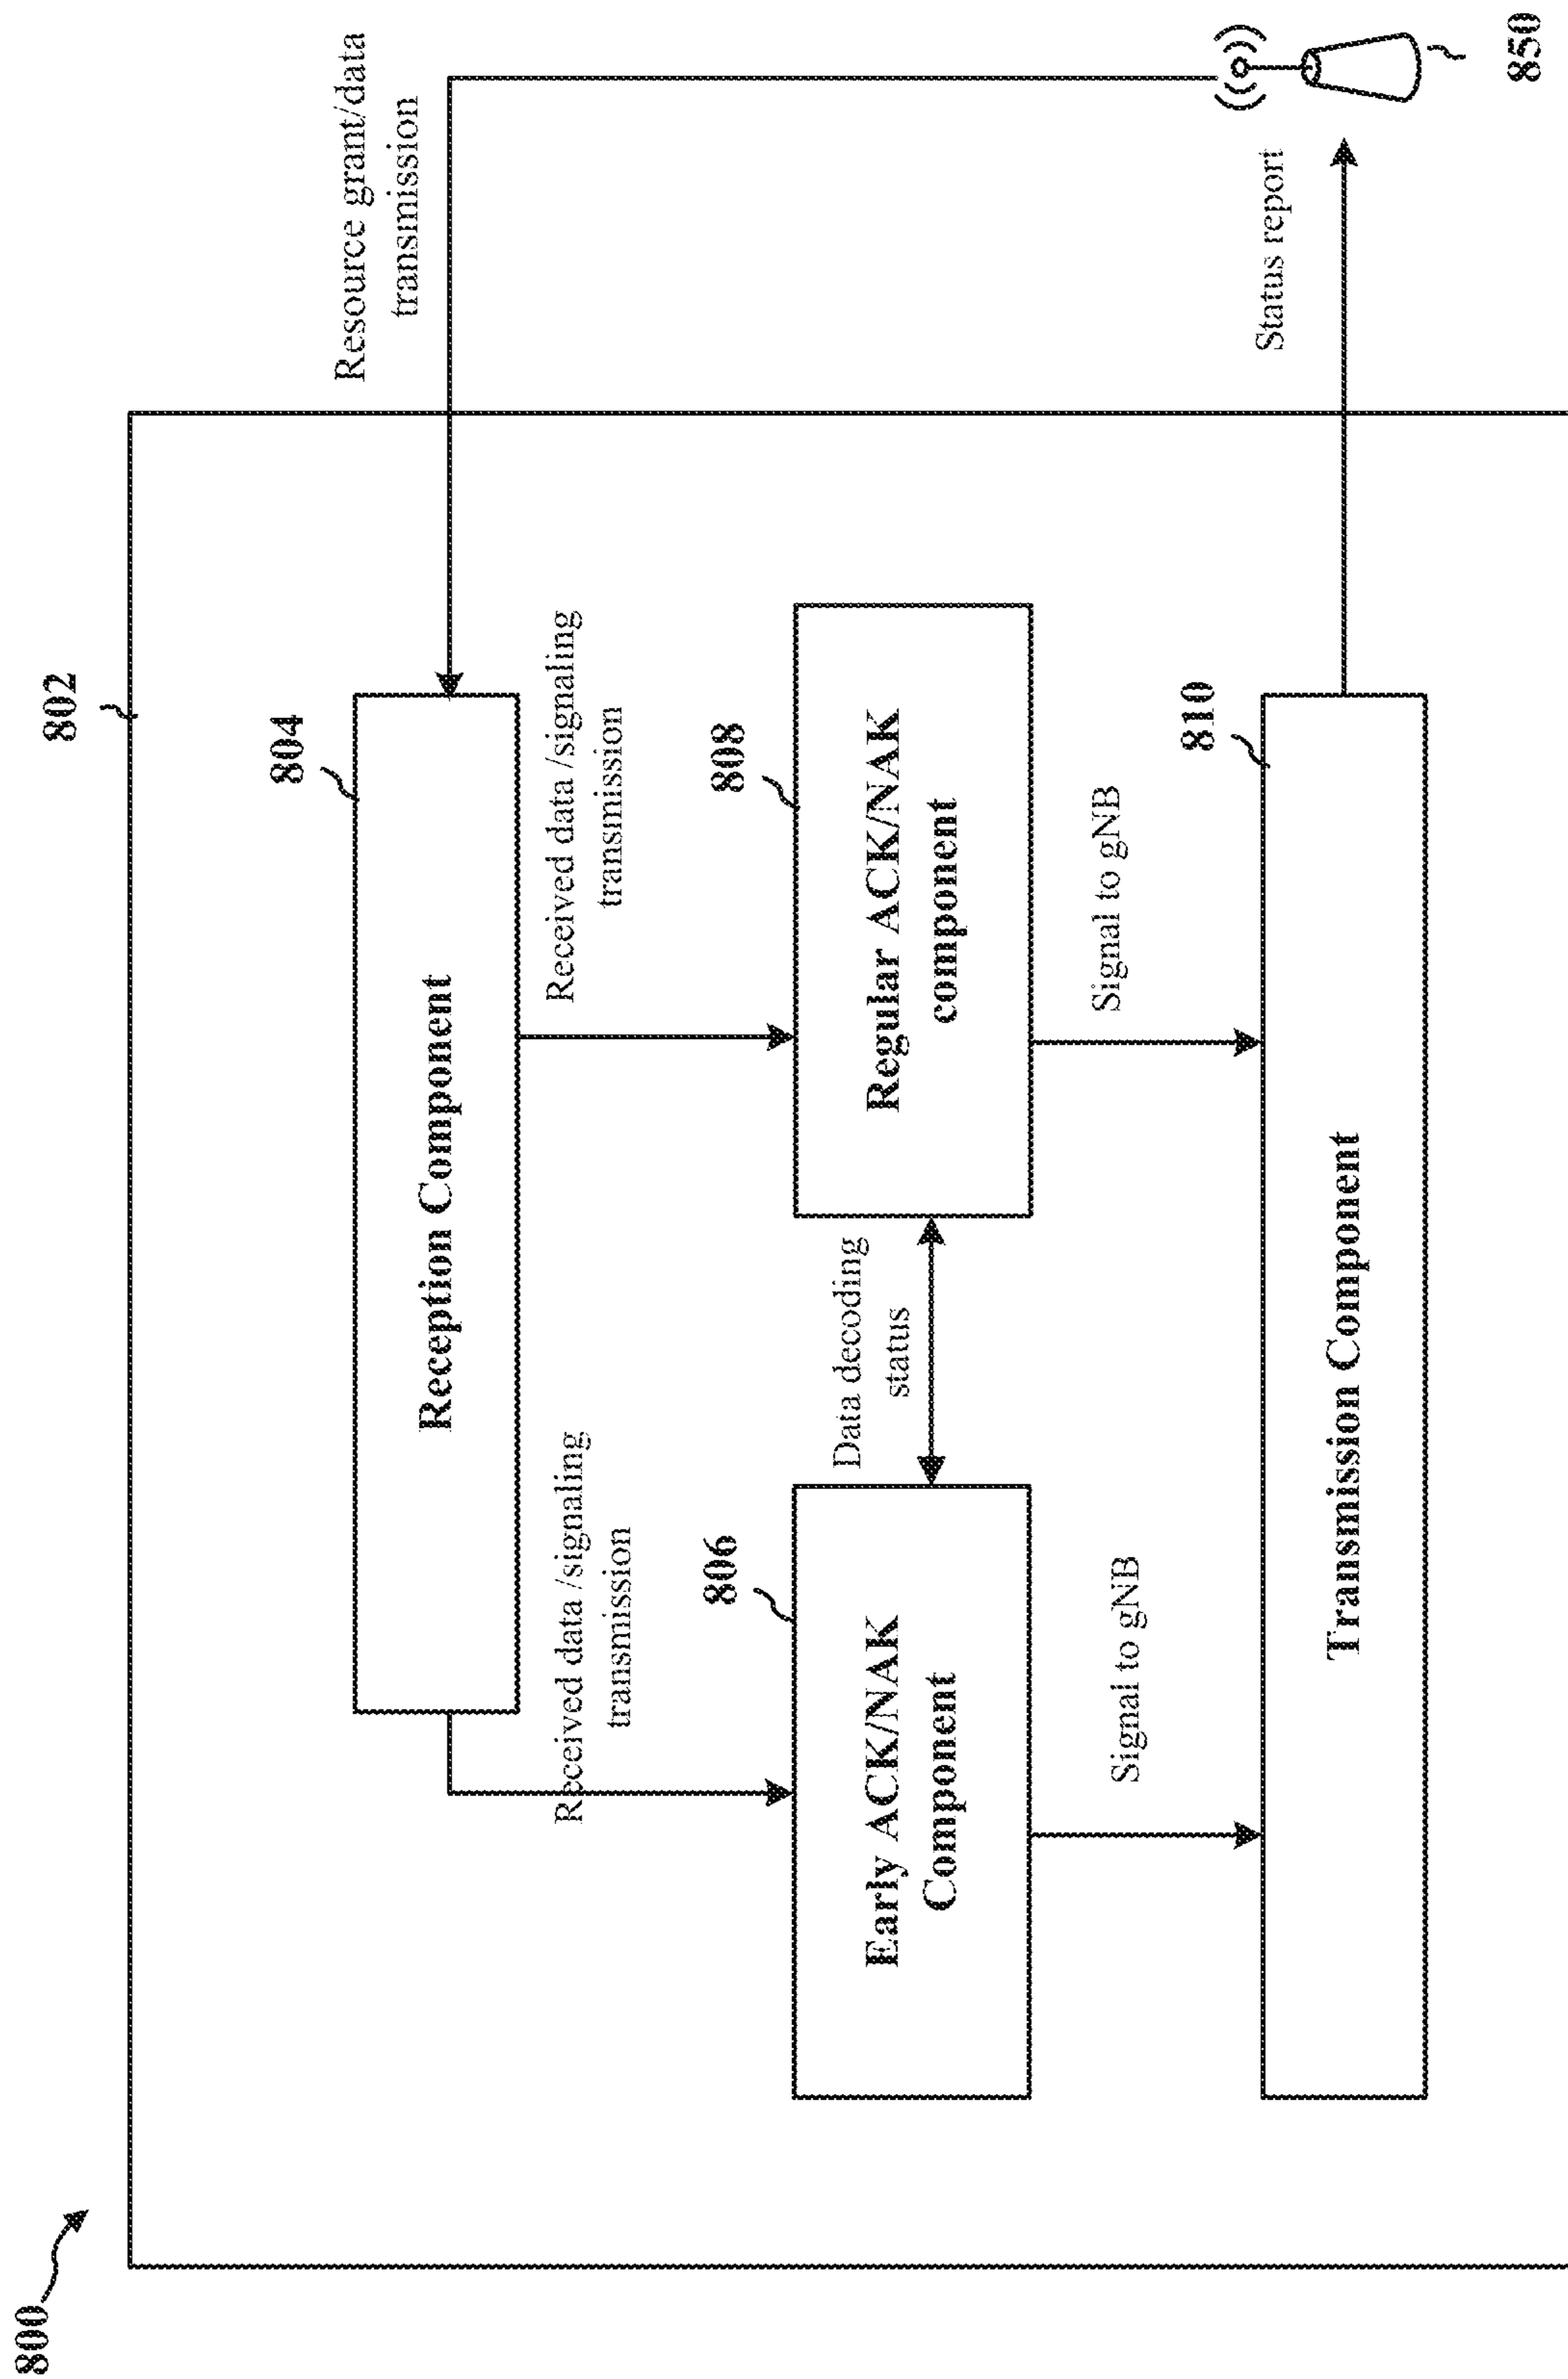 800
802
Resource grant/data
transmission
804
Reception Component
Received data /signaling
transmission
Received data /signaling
transmission
806
Early ACK/NAK
Component
Data decoding
status
808
Regular ACK/NAK
component
Signal to gNB
Signal to gNB
810
Transmission Component
Status report
850